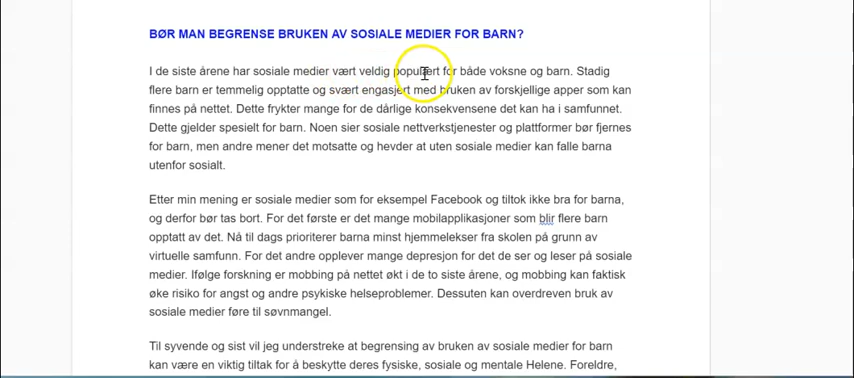 BØR MAN BEGRENSE BRUKEN AV SOSIALE MEDIER FOR BARN?
I de siste årene har sosiale medier vært veldig populært for både voksne og barn. Stadig
flere barn er temmelig opptatte og svært engasjert med bruken av forskjellige apper som kan
finnes på nettet. Dette frykter mange for de dårlige konsekvensene det kan ha i samfunnet.
Dette gjelder spesielt for barn. Noen sier sosiale nettverkstjenester og plattformer bør fjernes
for barn, men andre mener det motsatte og hevder at uten sosiale medier kan falle barna
utenfor sosialt.
Etter min mening er sosiale medier som for eksempel Facebook og tiltok ikke bra for barna,
og derfor bør tas bort. For det første er det mange mobilapplikasjoner som blir flere barn
opptatt av det. Nå til dags prioriterer barna minst hjemmelekser fra skolen på grunn av
virtuelle samfunn. For det andre opplever mange depresjon for det de ser og leser på sosiale
medier. Ifølge forskning er mobbing på nettet økt i de to siste årene, og mobbing kan faktisk
øke risiko for angst og andre psykiske helseproblemer. Dessuten kan overdreven bruk av
sosiale medier føre til søvnmangel.
Til syvende og sist vil jeg understreke at begrensing av bruken av sosiale medier for barn
kan være en viktig tiltak for å beskytte deres fysiske, sosiale og mentale Helene. Foreldre,